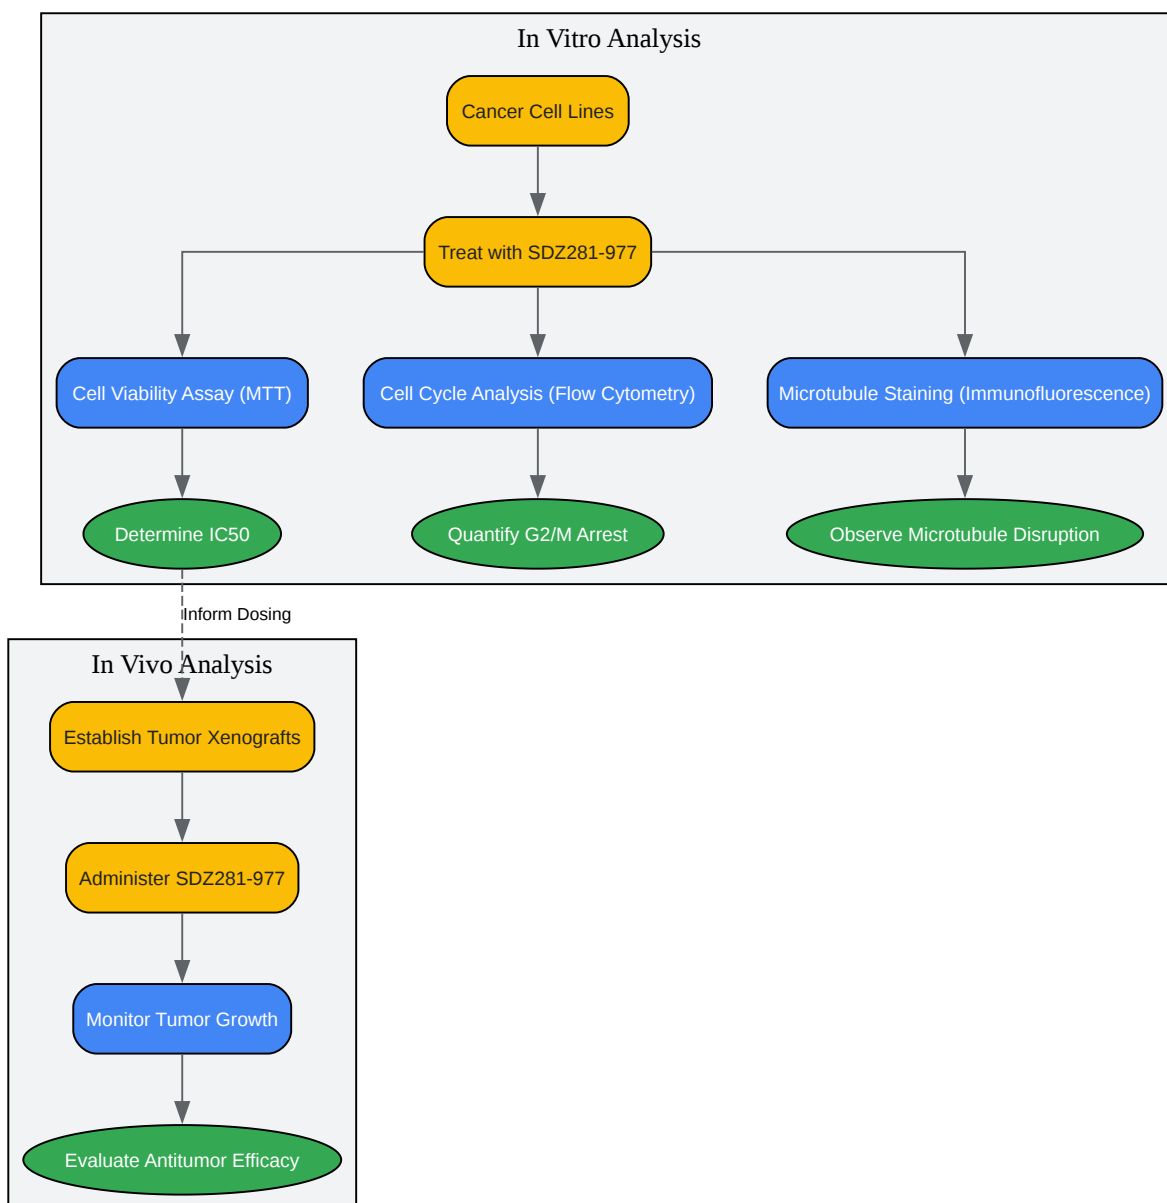 In Vitro Analysis
Cancer Cell Lines
Treat with SDZ281-977
Cell Viability Assay (MTT)
Cell Cycle Analysis (Flow Cytometry)
Microtubule Staining (Immunofluorescence)
Determine IC50
Quantify G2/M Arrest
Observe Microtubule Disruption
Inform Dosing
In Vivo Analysis
Establish Tumor Xenografts
Administer SDZ281-977
Monitor Tumor Growth
Evaluate Antitumor Efficacy